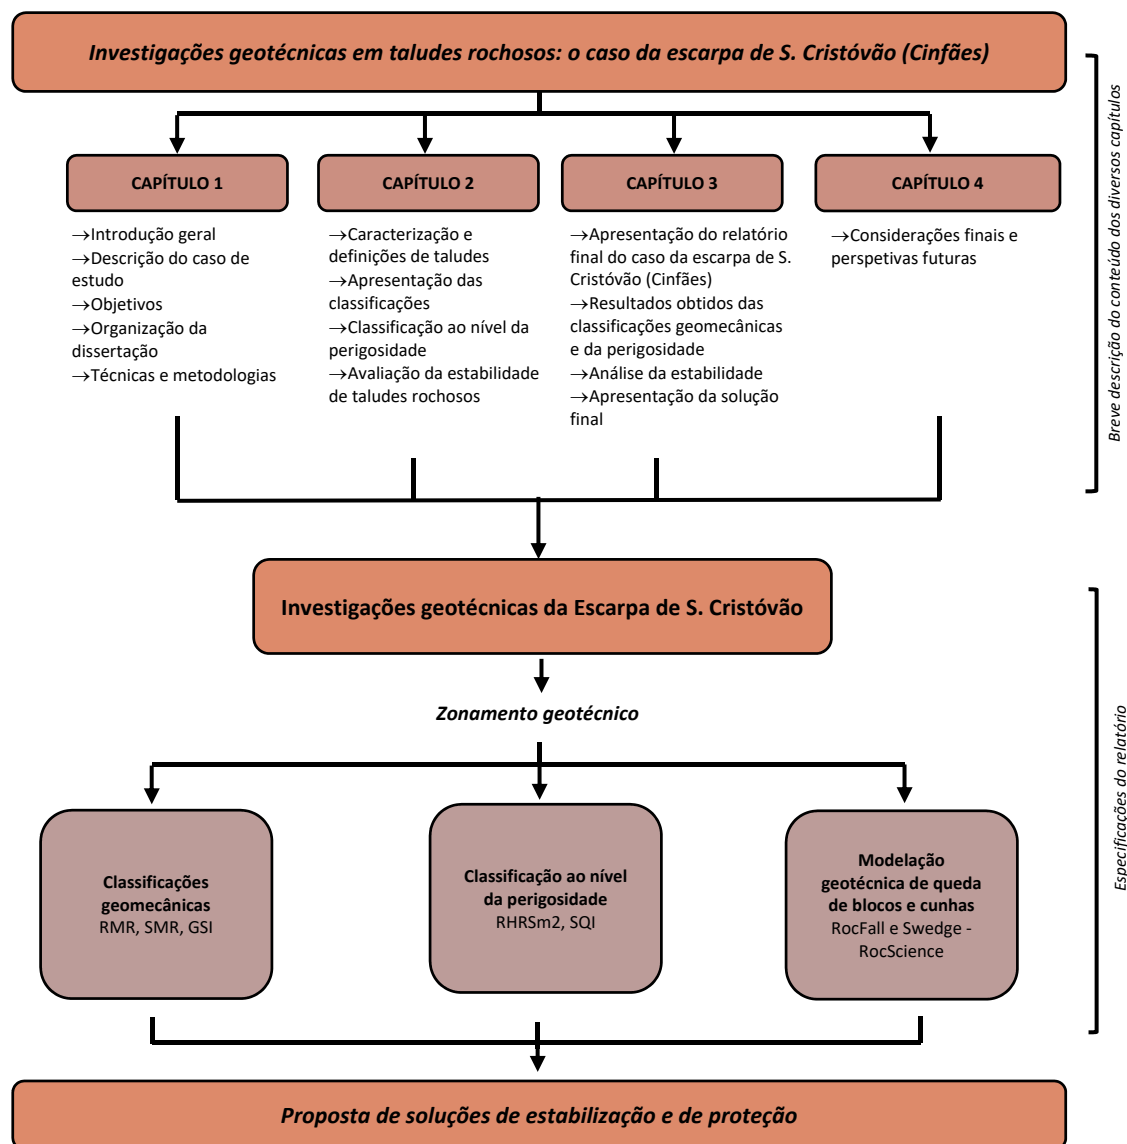 Investigações geotécnicas em taludes rochosos: o caso da escarpa de S. Cristóvão (Cinfães)
CAPÍTULO 1
→Introdução geral
→Descrição do caso de
estudo
→Objetivos
→Organização da
dissertação
→Técnicas e metodologias
CAPÍTULO 2
→Caracterização e
definições de taludes
→Apresentação das
classificações
→Classificação ao nível da
perigosidade
→Avaliação da estabilidade
de taludes rochosos
CAPÍTULO 3
→Apresentação do relatório
final do caso da escarpa de S.
Cristóvão (Cinfães)
→Resultados obtidos das
classificações geomecânicas
e da perigosidade
→Análise da estabilidade
→Apresentação da solução
final
CAPÍTULO 4
→Considerações finais e
perspetivas futuras
Breve descrição do conteúdo dos diversos capítulos
Investigações geotécnicas da Escarpa de S. Cristóvão
Zonamento geotécnico
Classificações
geomecânicas
RMR, SMR, GSI
Classificação ao nível
da perigosidade
RHRSm2, SQI
Modelação
geotécnica de queda
de blocos e cunhas
RocFall e Swedge -
RocScience
Especificações do relatório
Proposta de soluções de estabilização e de proteção